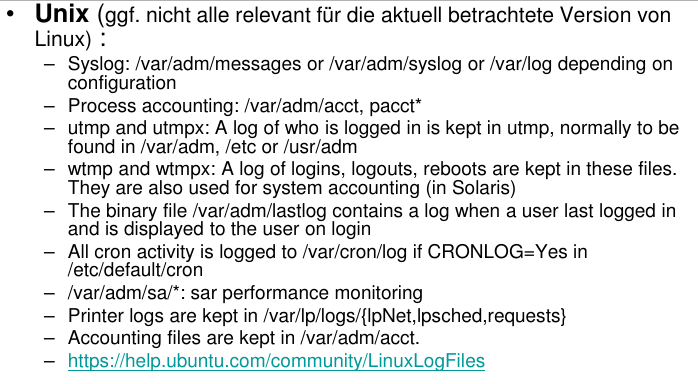 • Unix (ggf. nicht alle relevant für die aktuell betrachtete Version von
Linux) :
– Syslog: /var/adm/messages or /var/adm/syslog or /var/log depending on
configuration
– Process accounting: /var/adm/acct, pacct*
– utmp and utmpx: A log of who is logged in is kept in utmp, normally to be
found in /var/adm, /etc or /usr/adm
– wtmp and wtmpx: A log of logins, logouts, reboots are kept in these files.
They are also used for system accounting (in Solaris)
– The binary file /var/adm/lastlog contains a log when a user last logged in
and is displayed to the user on login
– All cron activity is logged to /var/cron/log if CRONLOG=Yes in
/etc/default/cron
– /var/adm/sa/*: sar performance monitoring
– Printer logs are kept in /var/lp/logs/{lpNet,lpsched,requests}
– Accounting files are kept in /var/adm/acct.
– https://help.ubuntu.com/community/LinuxLogFiles